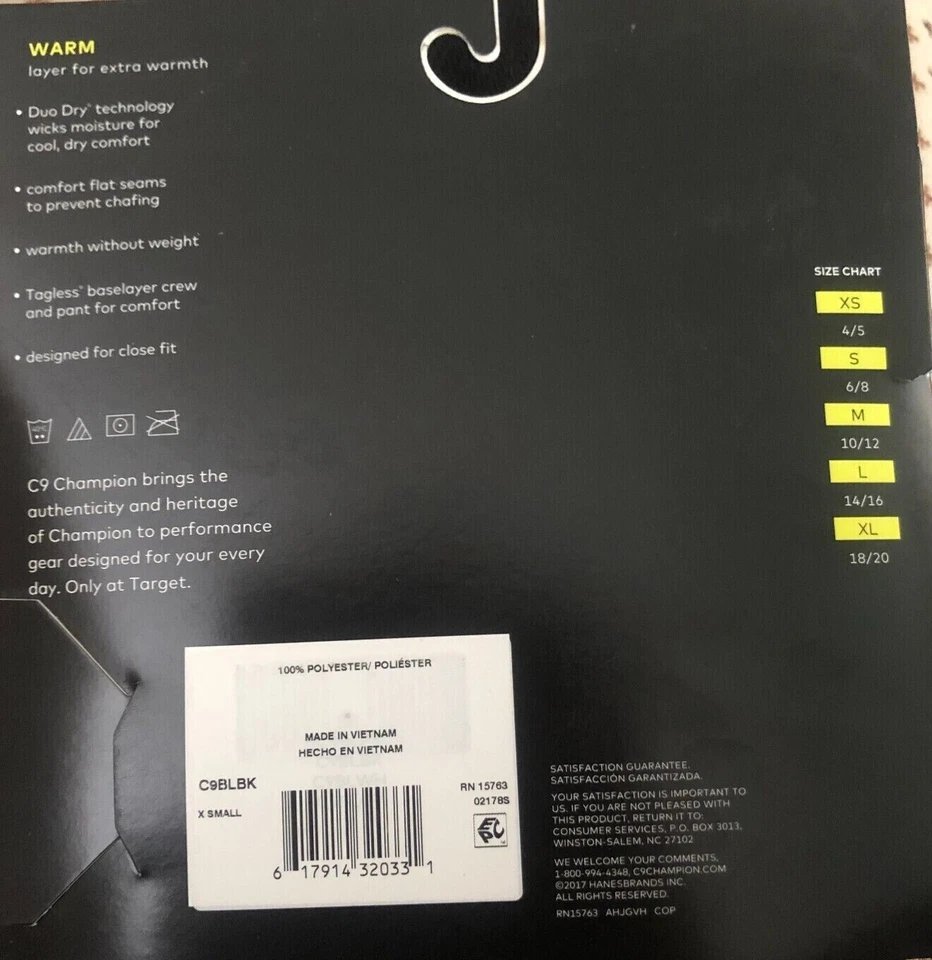 WARM
layer for extra warmth
• Duo Dry® technology
wicks moisture for
cool, dry comfort
• comfort flat seams
to prevent chafing
• warmth without weight
• Tagless® baselayer crew
and pant for comfort
• designed for close fit
C9 Champion brings the
authenticity and heritage
of Champion to performance
gear designed for your every
day. Only at Target.
SIZE CHART
XS
4/5
S
6/8
M
10/12
L
14/16
XL
18/20
100% POLYESTER/ POLIÉSTER
MADE IN VIETNAM
HECHO EN VIETNAM
C9BLBK
X SMALL
RN 15763
02178S
EPC
6 17914 32033 1
SATISFACTION GUARANTEE.
SATISFACCIÓN GARANTIZADA.
YOUR SATISFACTION IS IMPORTANT TO
US. IF YOU ARE NOT PLEASED WITH
THIS PRODUCT, RETURN IT TO:
CONSUMER SERVICES, P.O. BOX 3013,
WINSTON-SALEM, NC 27102
WE WELCOME YOUR COMMENTS,
1-800-994-4348, C9CHAMPION.COM
©2017 HANESBRANDS INC.
ALL RIGHTS RESERVED.
RN15763 AHJGVH COP